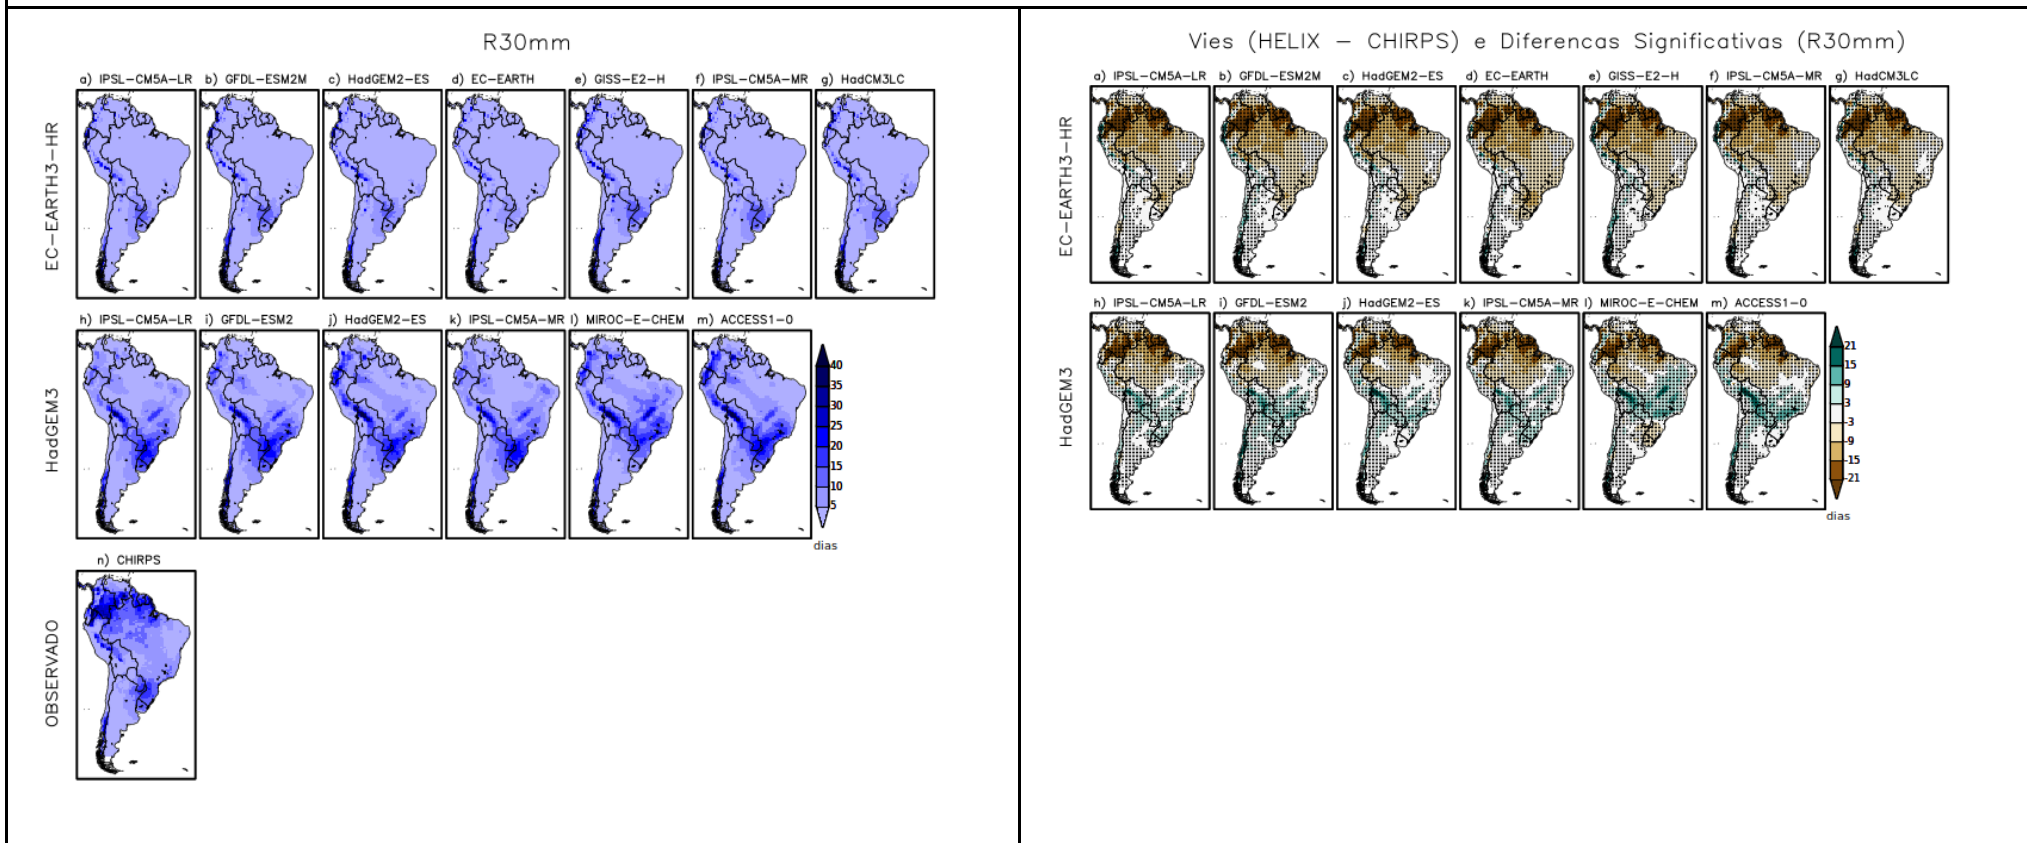 R30mm
a) IPSL-CM5A-LR b) GFDL-ESM2M c) HadGEM2-ES d) EC-EARTH e) GISS-E2-H f) IPSL-CM5A-MR g) HadCM3LC
EC-EARTH3-HR
h) IPSL-CM5A-LR i) GFDL-ESM2 j) HadGEM2-ES k) IPSL-CM5A-MR l) MIROC-E-CHEM m) ACCESS1-0
HadGEM3
40
35
30
25
20
15
10
5
dias
n) CHIRPS
OBSERVADO
Vies (HELIX - CHIRPS) e Diferencas Significativas (R30mm)
a) IPSL-CM5A-LR b) GFDL-ESM2M c) HadGEM2-ES d) EC-EARTH e) GISS-E2-H f) IPSL-CM5A-MR g) HadCM3LC
EC-EARTH3-HR
h) IPSL-CM5A-LR i) GFDL-ESM2 j) HadGEM2-ES k) IPSL-CM5A-MR l) MIROC-E-CHEM m) ACCESS1-0
HadGEM3
21
15
9
3
-3
-9
-15
-21
dias